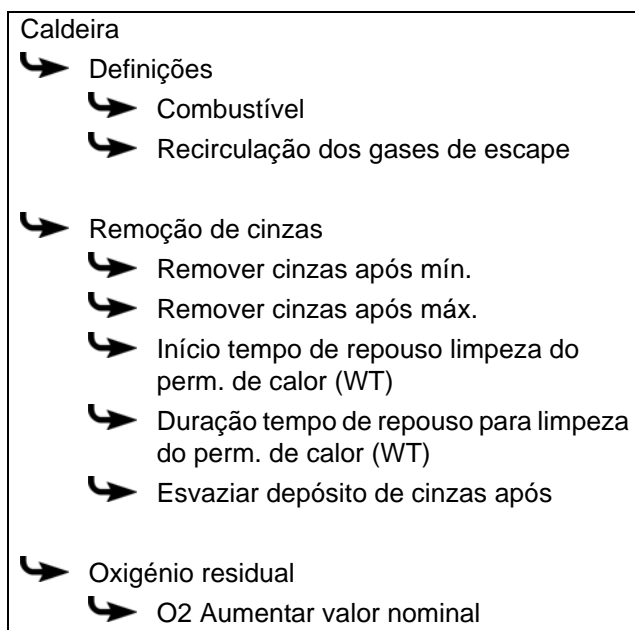 Caldeira
Definições
Combustível
Recirculação dos gases de escape
Remoção de cinzas
Remover cinzas após mín.
Remover cinzas após máx.
Início tempo de repouso limpeza do
perm. de calor (WT)
Duração tempo de repouso para limpeza
do perm. de calor (WT)
Esvaziar depósito de cinzas após
Oxigénio residual
O2 Aumentar valor nominal